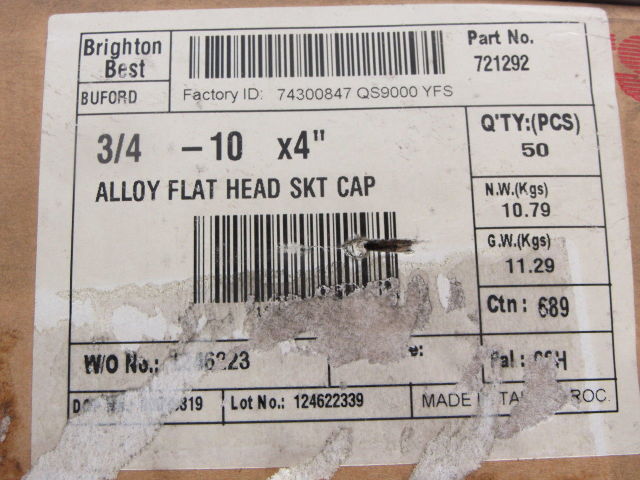 Brighton
Best
BUFORD
Factory ID: 74300847 QS9000 YFS
Part No.
721292
3/4 -10 x4"
ALLOY FLAT HEAD SKT CAP
Q'TY:(PCS)
50
N.W.(Kgs)
10.79
G.W.(Kgs)
11.29
Ctn: 689
W/O No.:
Lot No.: 124622339
MADE